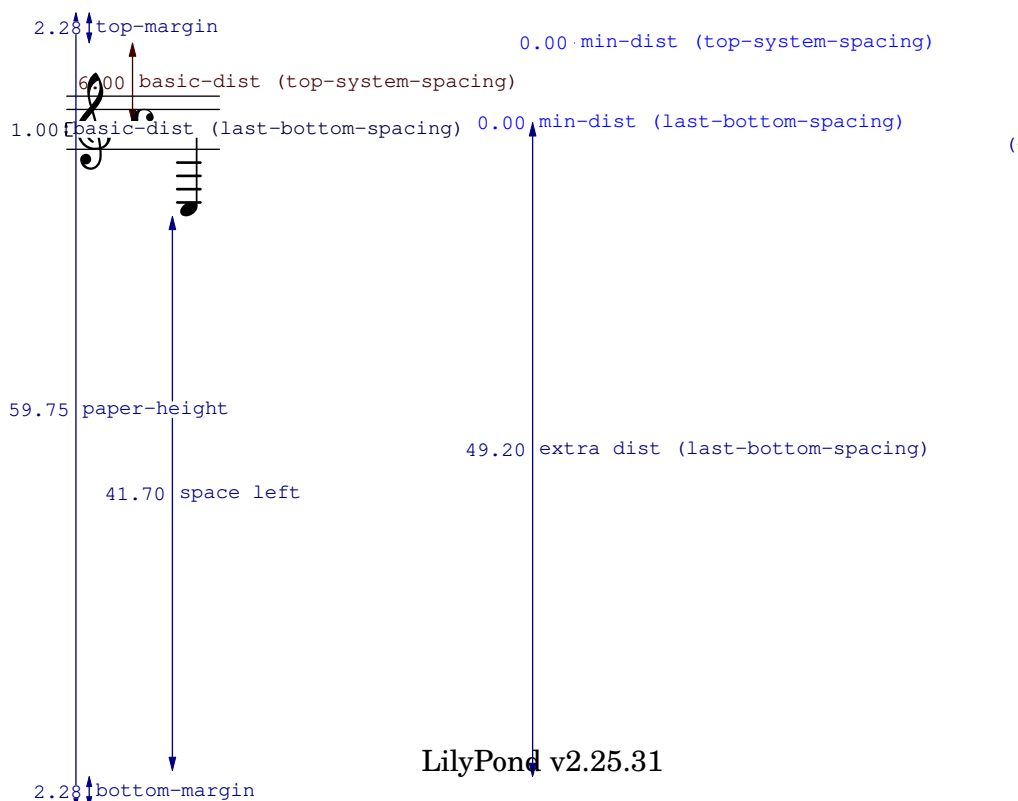 2.28 top-margin
0.00 min-dist (top-system-spacing)
6.00 basic-dist (top-system-spacing)
1.00 basic-dist (last-bottom-spacing)
0.00 min-dist (last-bottom-spacing)
(
59.75 paper-height
49.20 extra dist (last-bottom-spacing)
41.70 space left
LilyPond v2.25.31
2.28 bottom-margin